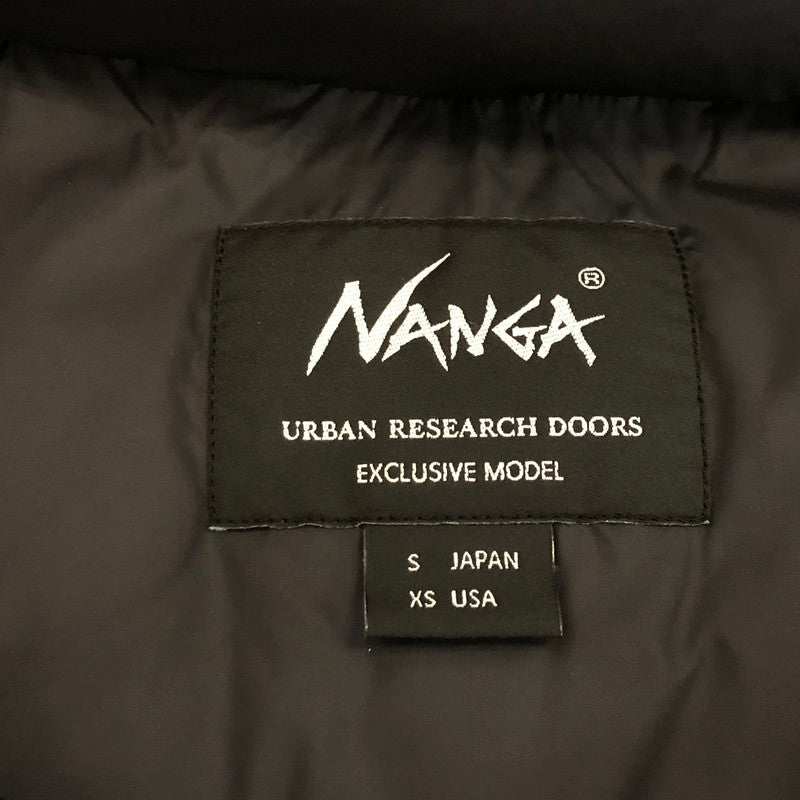 NANGA®
URBAN RESEARCH DOORS
EXCLUSIVE MODEL
S JAPAN
XS USA